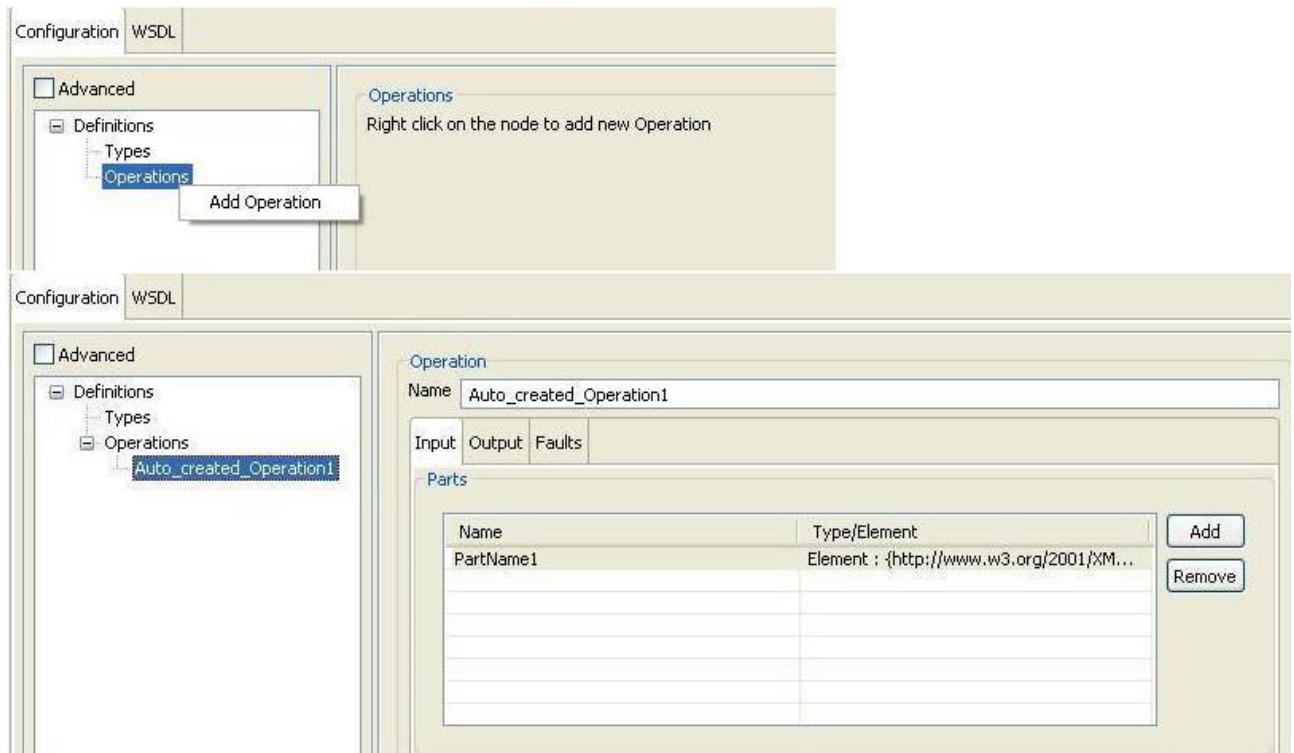 Configuration WSDL
Advanced
Definitions
Types
Operations
Add Operation
Operations
Right click on the node to add new Operation
Configuration WSDL
Advanced
Definitions
Types
Operations
Auto_created_Operation1
Operation
Name Auto_created_Operation1
Input Output Faults
Parts
Name Type/Element
PartName1 Element : {http://www.w3.org/2001/XM...
Add
Remove